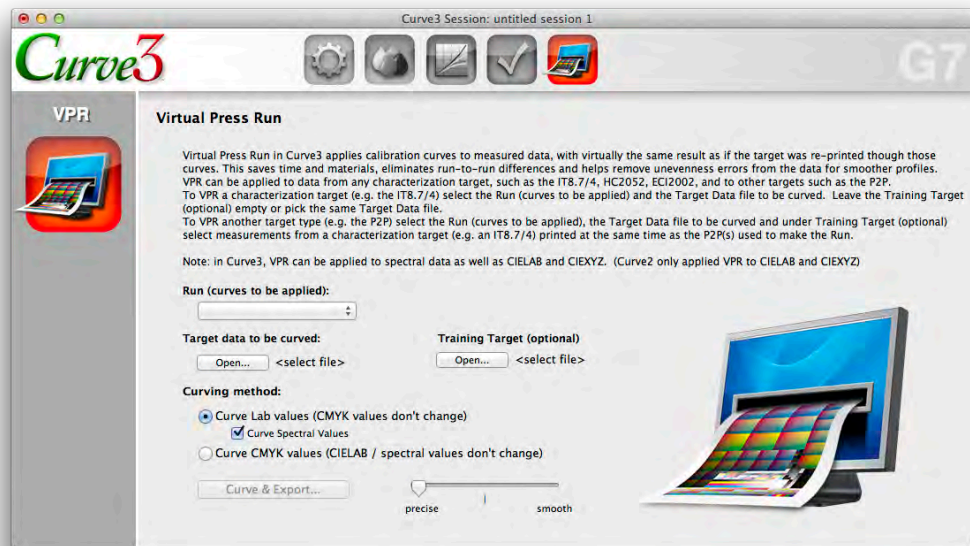 Curve3 Session: untitled session 1
Curve3
G7
VPR
Virtual Press Run
Virtual Press Run in Curve3 applies calibration curves to measured data, with virtually the same result as if the target was re-printed though those
curves. This saves time and materials, eliminates run-to-run differences and helps remove unevenness errors from the data for smoother profiles.
VPR can be applied to data from any characterization target, such as the IT8.7/4, HC2052, ECI2002, and to other targets such as the P2P.
To VPR a characterization target (e.g. the IT8.7/4) select the Run (curves to be applied) and the Target Data file to be curved. Leave the Training Target
(optional) empty or pick the same Target Data file.
To VPR another target type (e.g. the P2P) select the Run (curves to be applied), the Target Data file to be curved and under Training Target (optional)
select measurements from a characterization target (e.g. an IT8.7/4) printed at the same time as the P2P(s) used to make the Run.
Note: in Curve3, VPR can be applied to spectral data as well as CIELAB and CIEXYZ. (Curve2 only applied VPR to CIELAB and CIEXYZ)
Run (curves to be applied):
Target data to be curved:
Training Target (optional)
Open... <select file>
Open... <select file>
Curving method:
Curve Lab values (CMYK values don't change)
Curve Spectral Values
Curve CMYK values (CIELAB / spectral values don't change)
Curve & Export...
precise
smooth